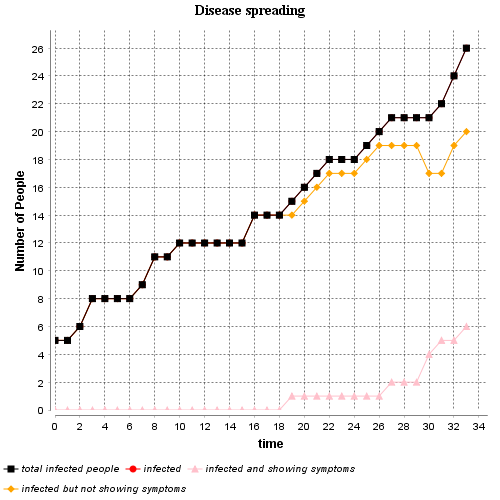 Disease spreading
Number of People
26
24
22
20
18
16
14
12
10
8
6
4
2
0
0 2 4 6 8 10 12 14 16 18 20 22 24 26 28 30 32 34
time
total infected people infected infected and showing symptoms
infected but not showing symptoms